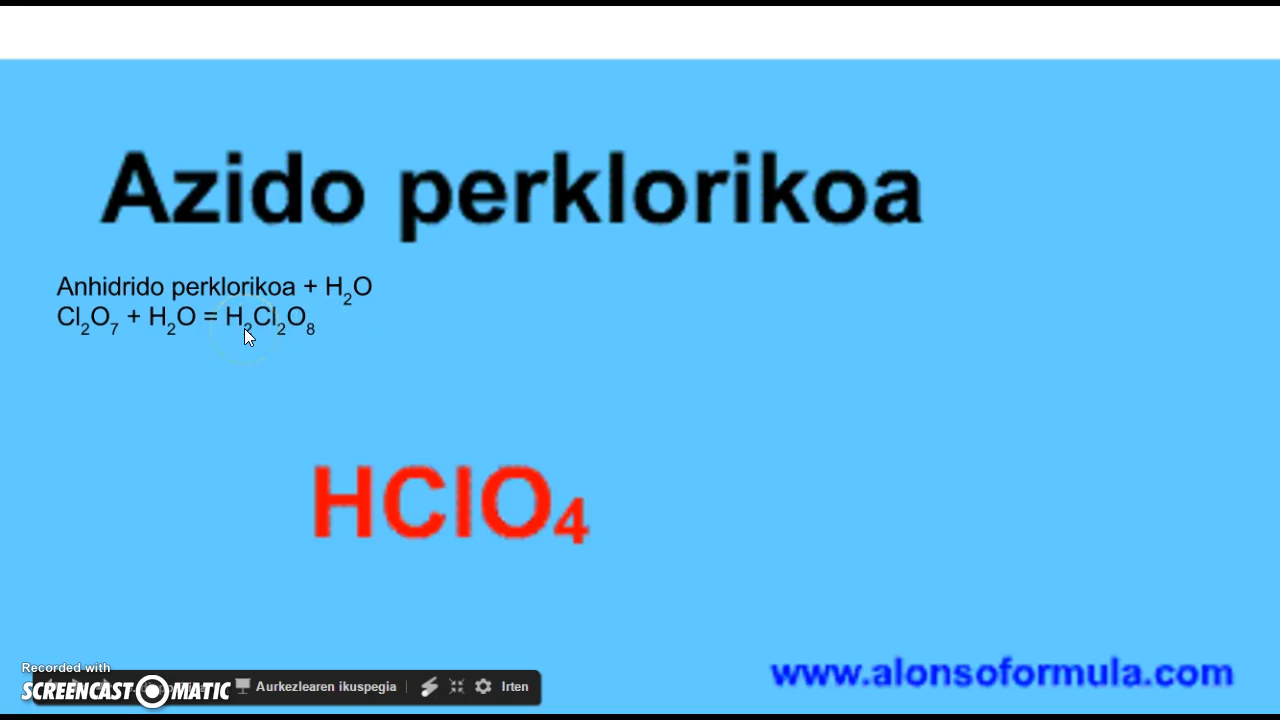 Azido perklorikoa
Anhidrido perklorikoa + H₂O
Cl₂O₇ + H₂O = H₂Cl₂O₈
HClO₄
Recorded with
SCREENCAST O MATIC
Aurkezlearen ikuspegia
Irten
www.alonsoformula.com